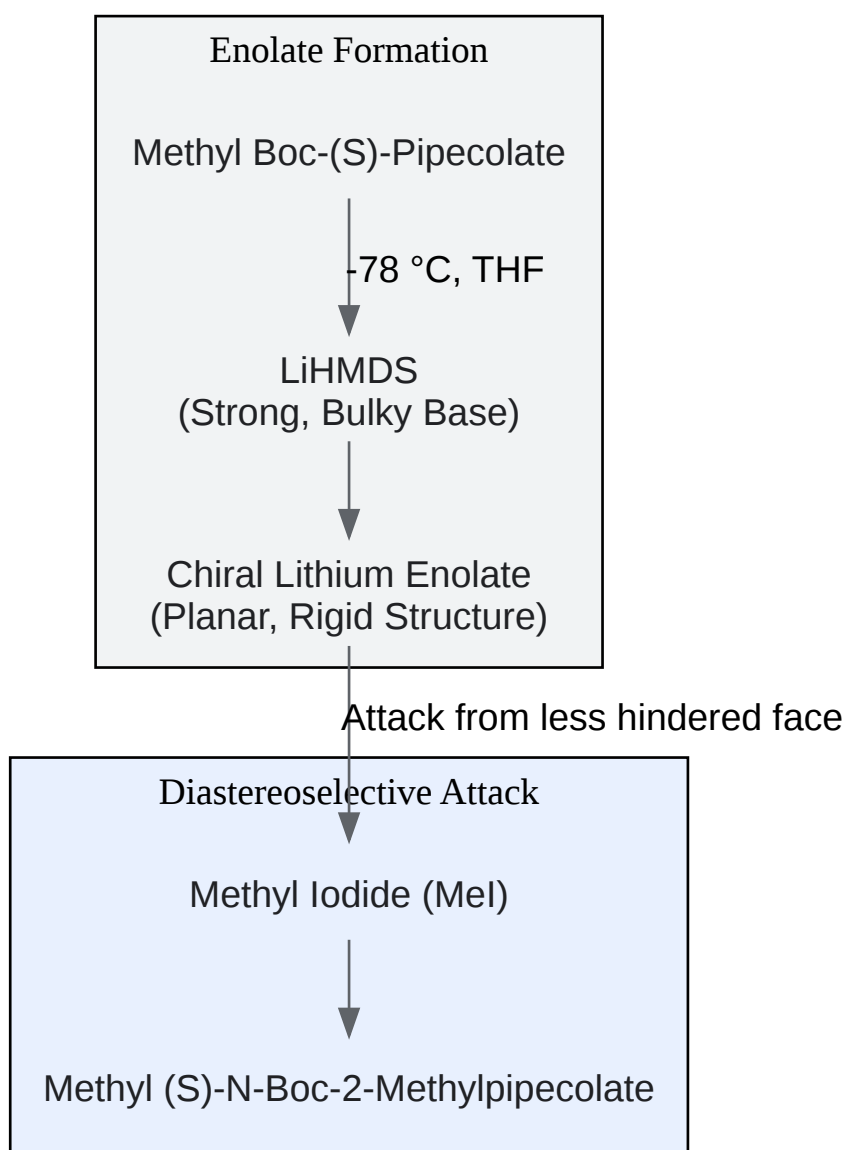 Enolate Formation
Methyl Boc-(S)-Pipecolate
-78 °C, THF
LiHMDS
(Strong, Bulky Base)
Chiral Lithium Enolate
(Planar, Rigid Structure)
Attack from less hindered face
Diastereoselective Attack
Methyl Iodide (MeI)
Methyl (S)-N-Boc-2-Methylpipecolate